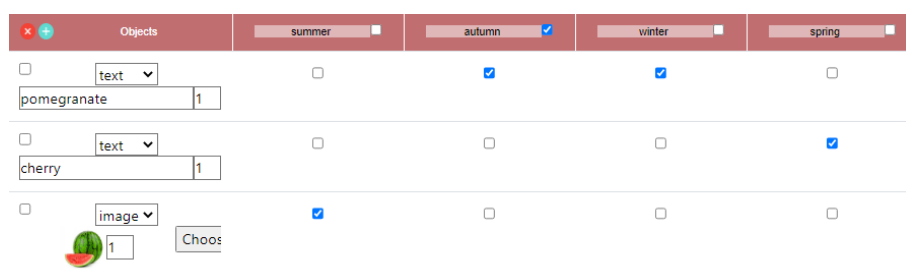 Objects summer autumn winter spring
text
pomegranate 1
text
cherry 1
image
1 Choos